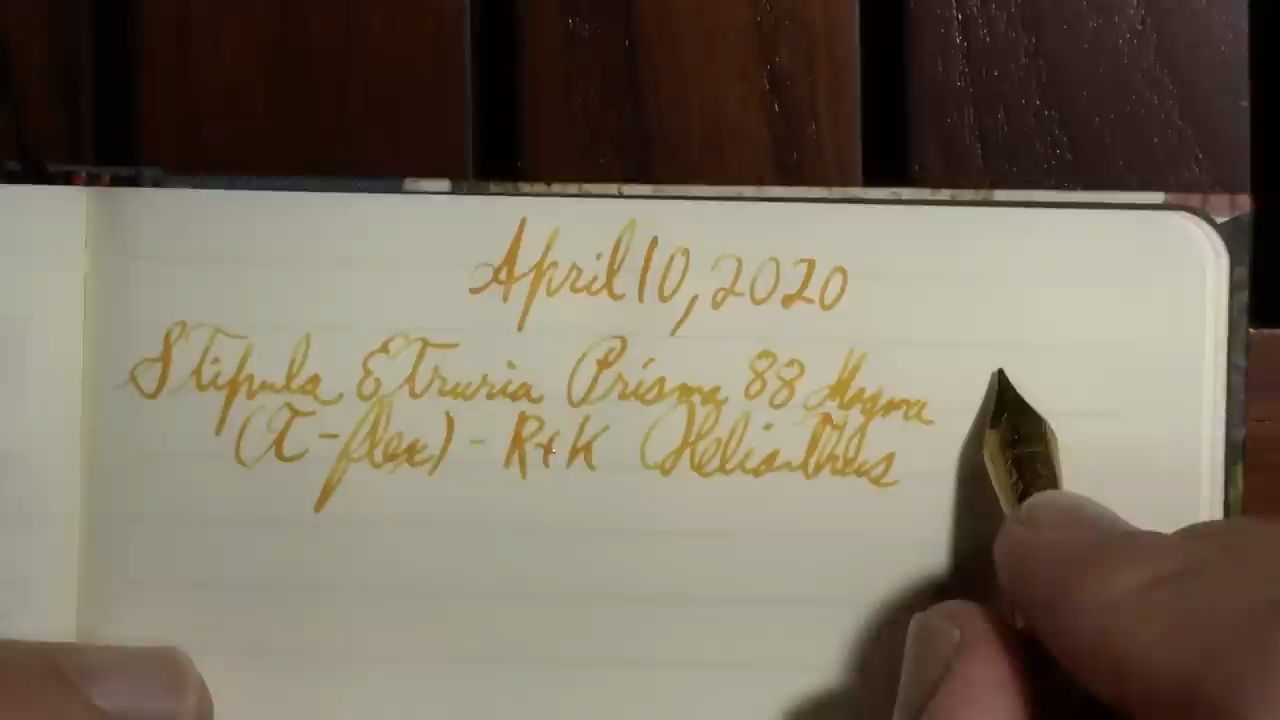 April 10, 2020
Stipula Etruria Prisma 88 Magma
(T-flex) - R+K Helianthus